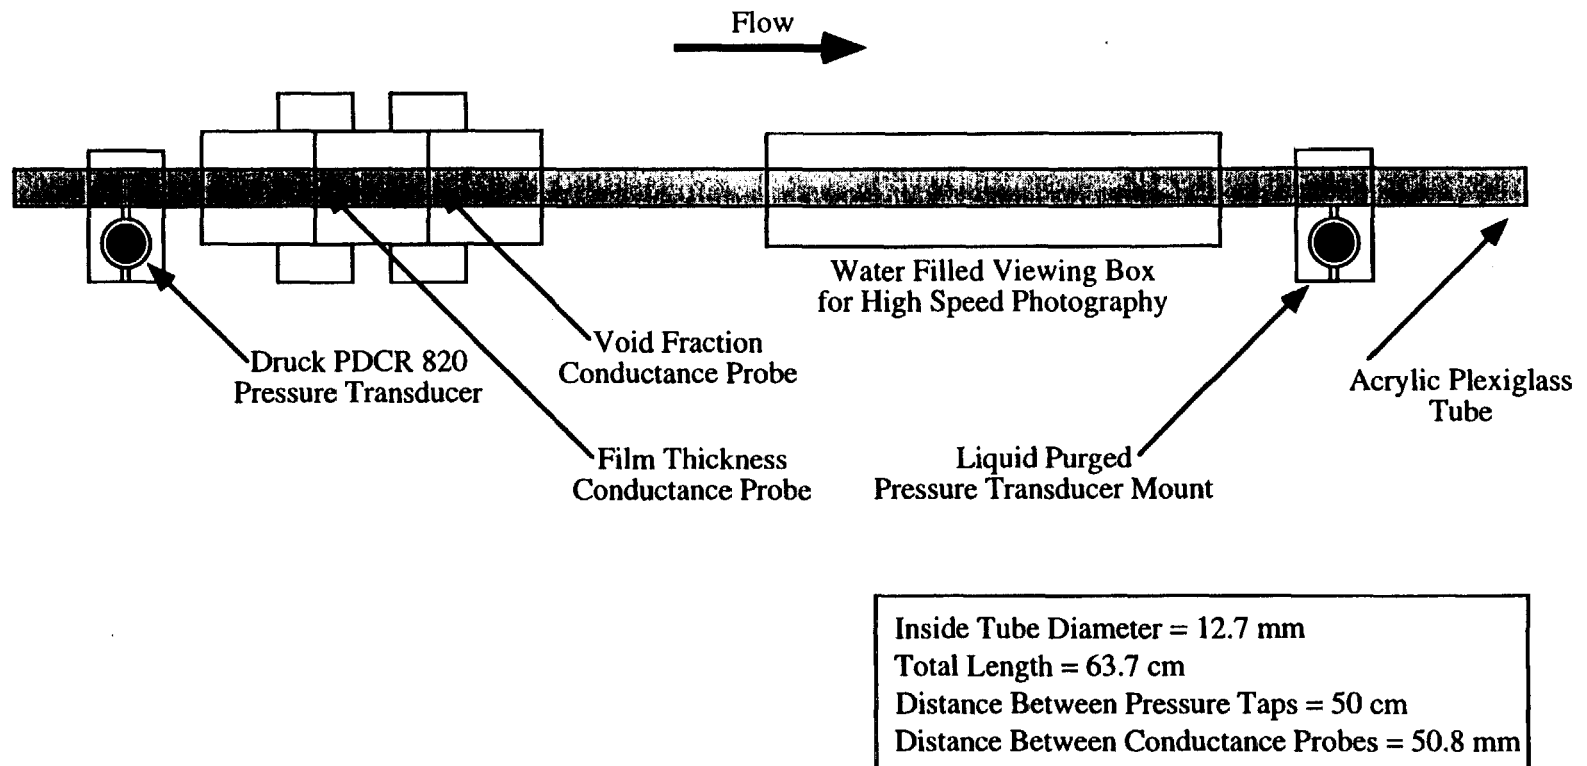 Flow
Water Filled Viewing Box
for High Speed Photography
Void Fraction
Conductance Probe
Druck PDCR 820
Pressure Transducer
Acrylic Plexiglass
Tube
Film Thickness
Conductance Probe
Liquid Purged
Pressure Transducer Mount
Inside Tube Diameter = 12.7 mm
Total Length = 63.7 cm
Distance Between Pressure Taps = 50 cm
Distance Between Conductance Probes = 50.8 mm